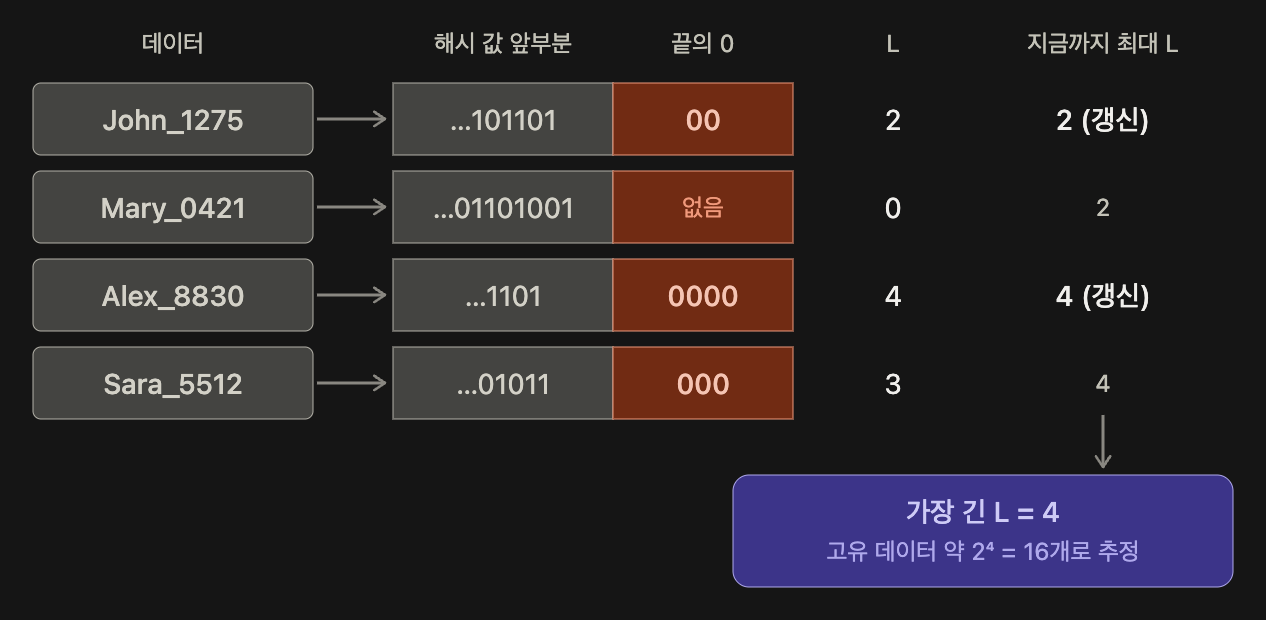 데이터 해시 값 앞부분 끝의 0 L 지금까지 최대 L
John_1275 ...101101 00 2 2 (갱신)
Mary_0421 ...01101001 없음 0 2
Alex_8830 ...1101 0000 4 4 (갱신)
Sara_5512 ...01011 000 3 4
가장 긴 L = 4
고유 데이터 약 2⁴ = 16개로 추정